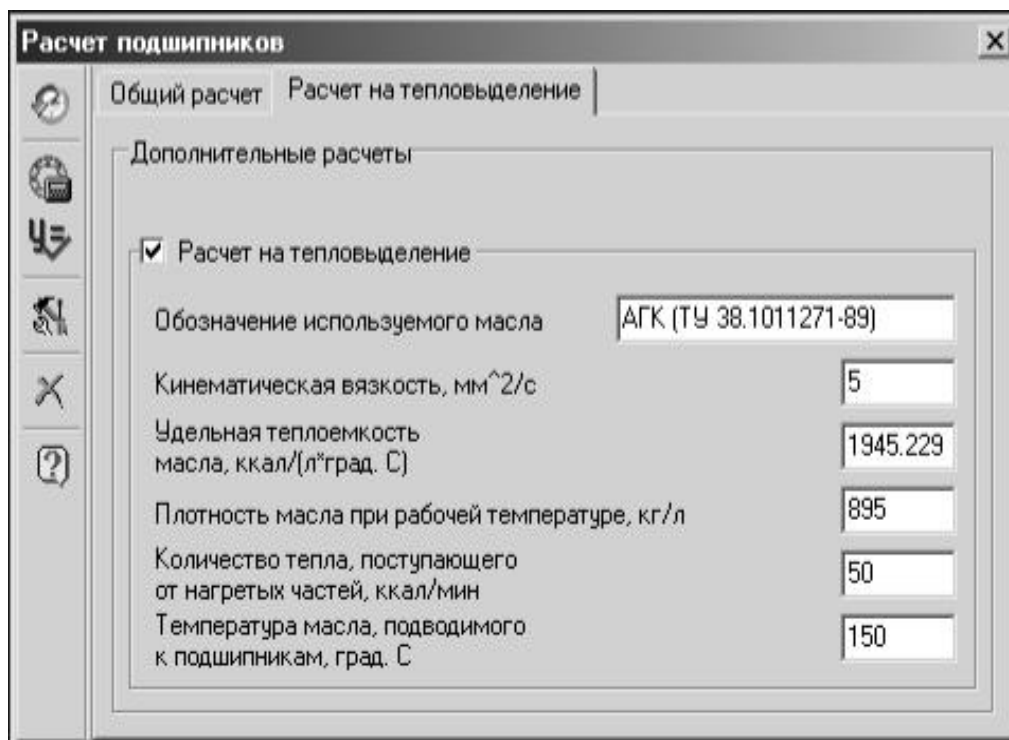 Расчет подшипников
Общий расчет
Расчет на тепловыделение
Дополнительные расчеты
Расчет на тепловыделение
Обозначение используемого масла
АГК (ТУ 38.1011271-89)
Кинематическая вязкость, мм^2/с
5
Удельная теплоемкость
масла, ккал/(л*град. С)
1945.229
Плотность масла при рабочей температуре, кг/л
895
Количество тепла, поступающего
от нагретых частей, ккал/мин
50
Температура масла, подводимого
к подшипникам, град. С
150